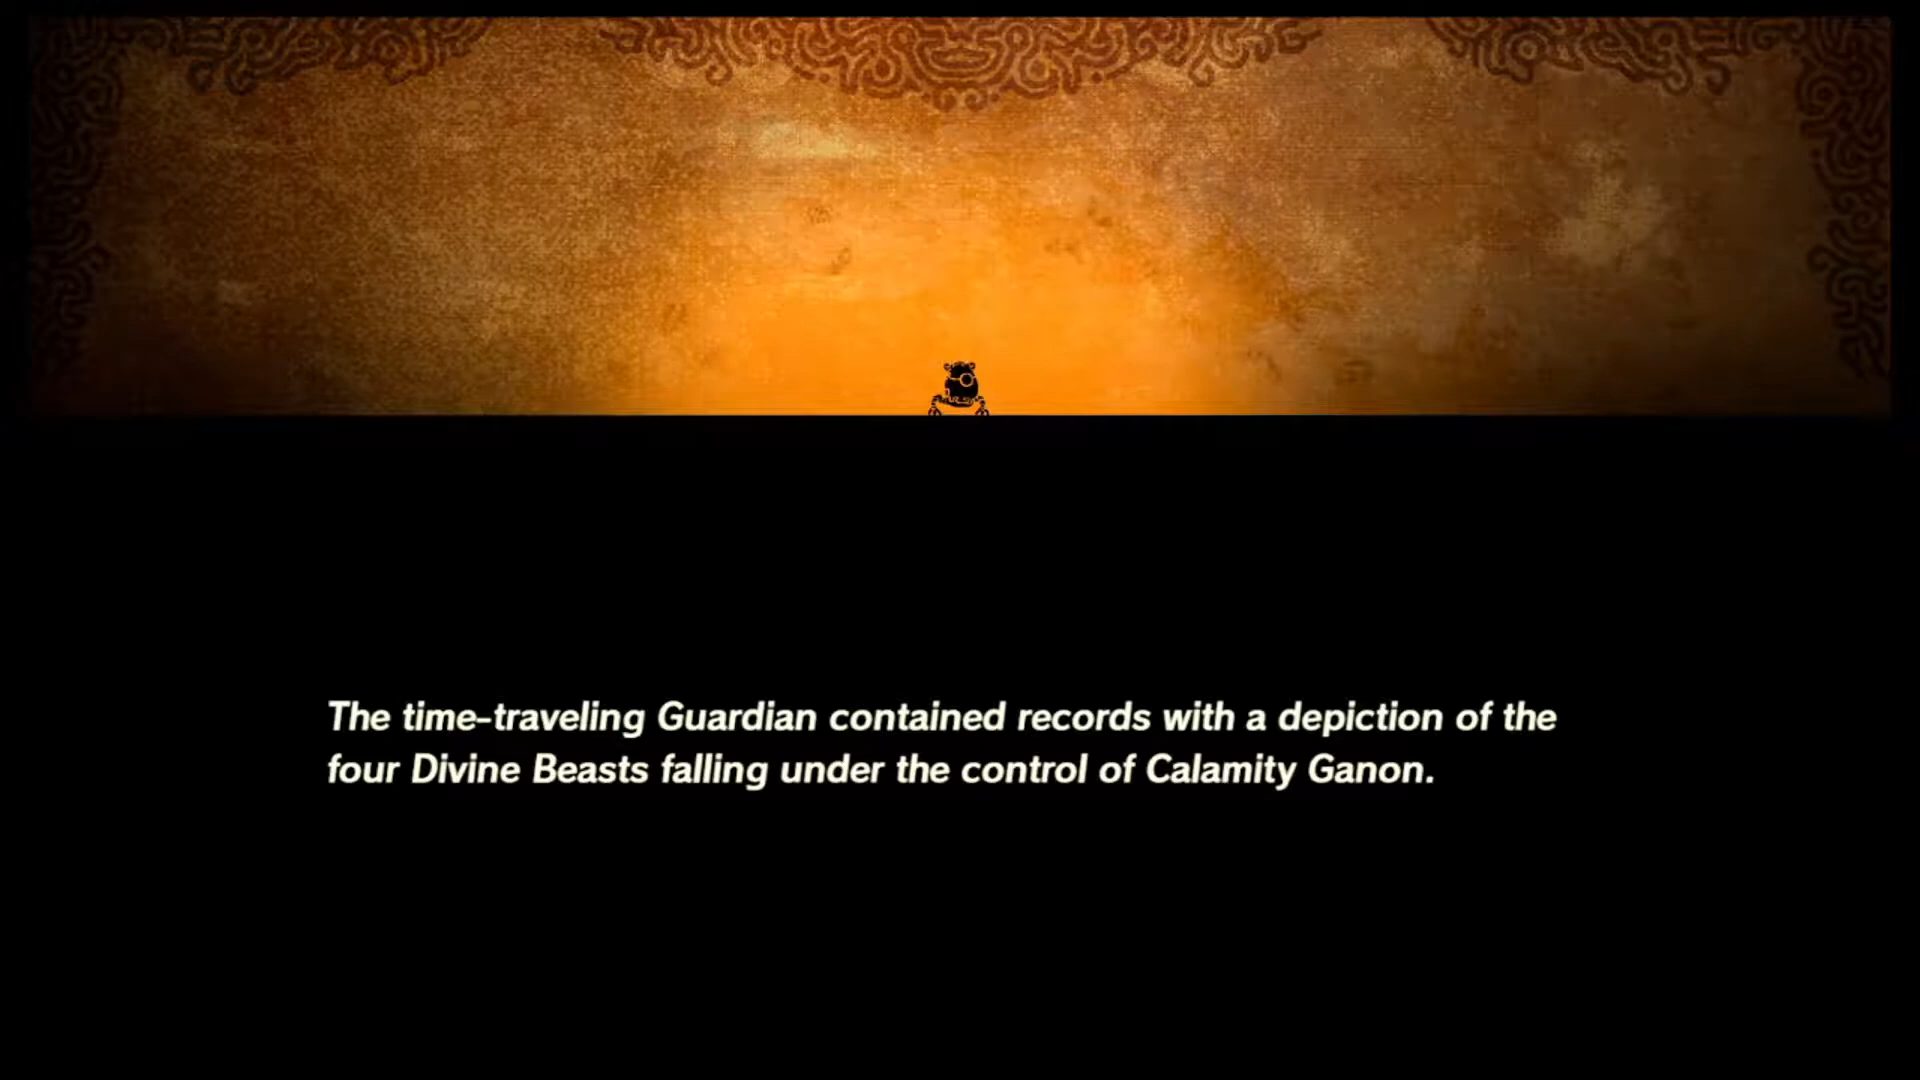 The time-traveling Guardian contained records with a depiction of the
four Divine Beasts falling under the control of Calamity Ganon.